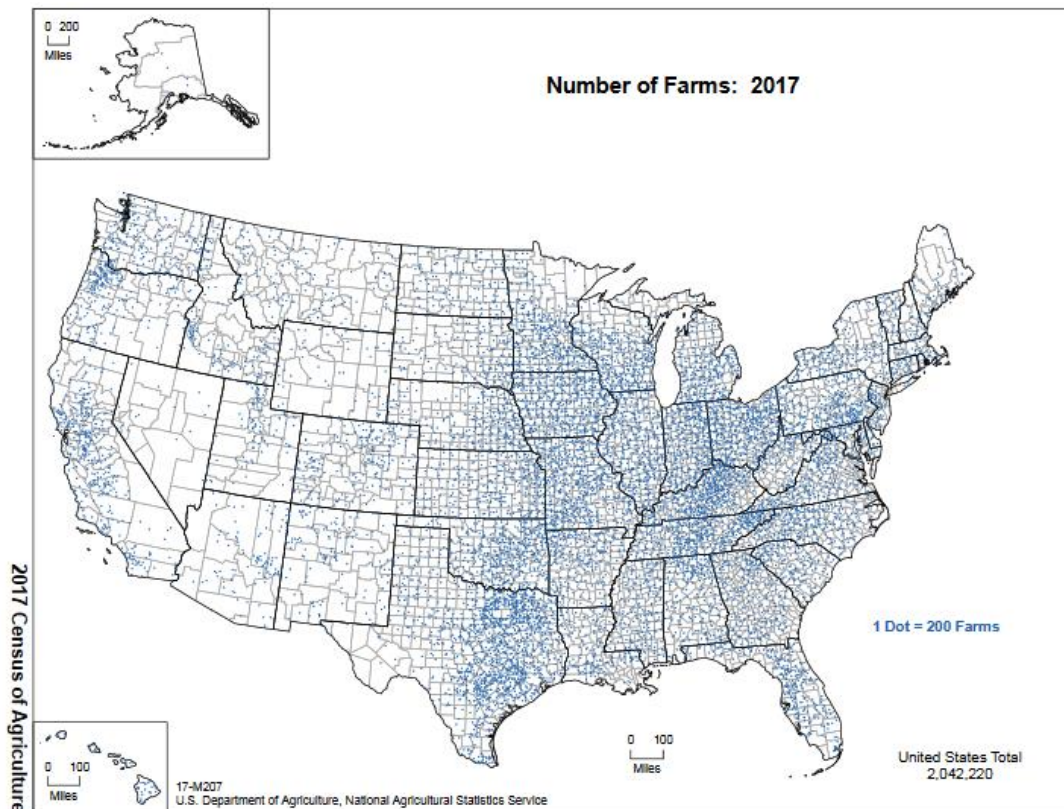 0 200
Miles
Number of Farms: 2017
2017 Census of Agriculture
1 Dot = 200 Farms
0 100
Miles
0 100
Miles
United States Total
2,042,220
17-M207
U.S. Department of Agriculture, National Agricultural Statistics Service